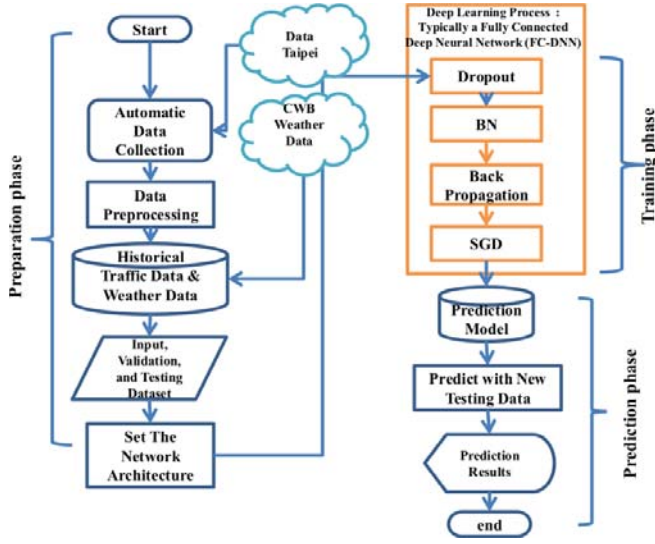 Preparation phase
Start
Automatic
Data
Collection
Data
Preprocessing
Historical
Traffic Data &
Weather Data
Input,
Validation,
and Testing
Dataset
Set The
Network
Architecture
Data
Taipei
CWB
Weather
Data
Deep Learning Process :
Typically a Fully Connected
Deep Neural Network (FC-DNN)
Dropout
BN
Back
Propagation
SGD
Training phase
Prediction
Model
Predict with New
Testing Data
Prediction
Results
end
Prediction phase